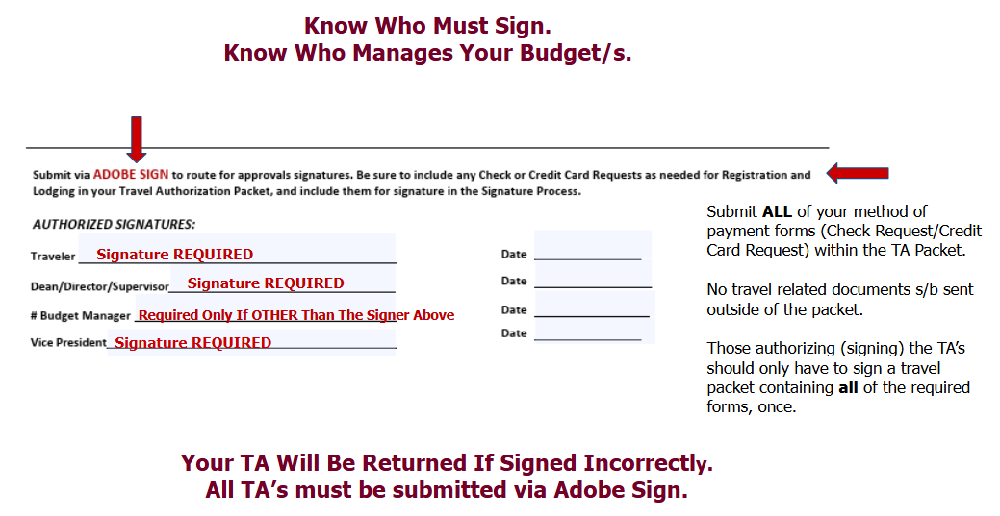 Know Who Must Sign.
Know Who Manages Your Budget/s.
Submit via ADOBE SIGN to route for approvals signatures. Be sure to include any Check or Credit Card Requests as needed for Registration and
Lodging in your Travel Authorization Packet, and include them for signature in the Signature Process.
AUTHORIZED SIGNATURES:
Traveler Signature REQUIRED Date
Dean/Director/Supervisor Signature REQUIRED Date
# Budget Manager Required Only If OTHER Than The Signer Above Date
Vice President Signature REQUIRED Date
Submit ALL of your method of
payment forms (Check Request/Credit
Card Request) within the TA Packet.
No travel related documents s/b sent
outside of the packet.
Those authorizing (signing) the TA’s
should only have to sign a travel
packet containing all of the required
forms, once.
Your TA Will Be Returned If Signed Incorrectly.
All TA’s must be submitted via Adobe Sign.